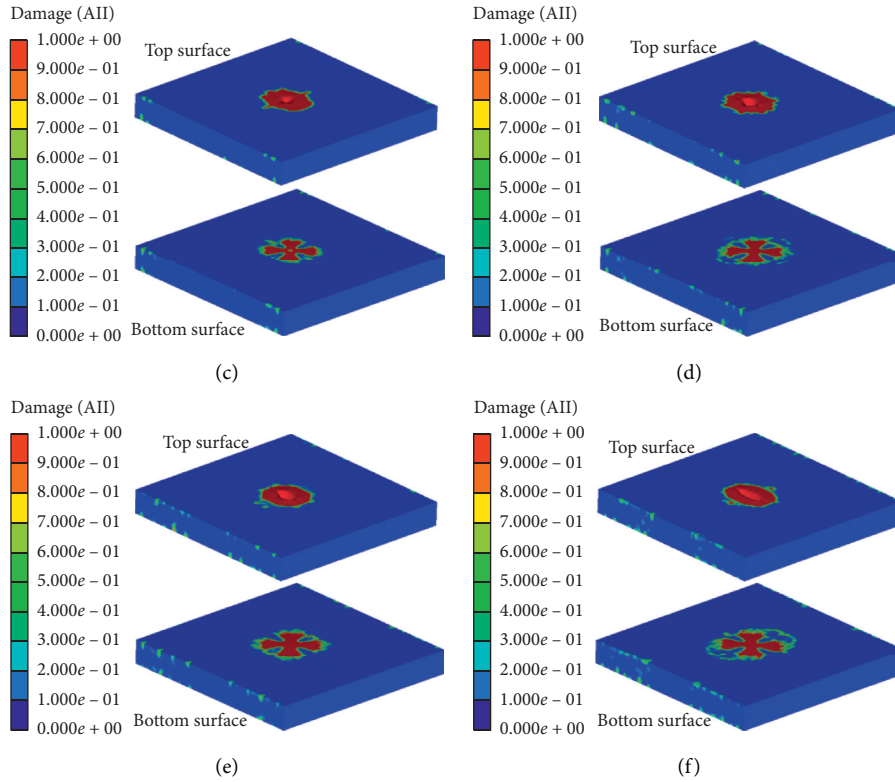 Damage (AII)
1.000e + 00
9.000e – 01
8.000e – 01
7.000e – 01
6.000e – 01
5.000e – 01
4.000e – 01
3.000e – 01
2.000e – 01
1.000e – 01
0.000e + 00
Top surface
Bottom surface
(c)
Damage (AII)
1.000e + 00
9.000e – 01
8.000e – 01
7.000e – 01
6.000e – 01
5.000e – 01
4.000e – 01
3.000e – 01
2.000e – 01
1.000e – 01
0.000e + 00
Top surface
Bottom surface
(d)
Damage (AII)
1.000e + 00
9.000e – 01
8.000e – 01
7.000e – 01
6.000e – 01
5.000e – 01
4.000e – 01
3.000e – 01
2.000e – 01
1.000e – 01
0.000e + 00
Top surface
Bottom surface
(e)
Damage (AII)
1.000e + 00
9.000e – 01
8.000e – 01
7.000e – 01
6.000e – 01
5.000e – 01
4.000e – 01
3.000e – 01
2.000e – 01
1.000e – 01
0.000e + 00
Top surface
Bottom surface
(f)